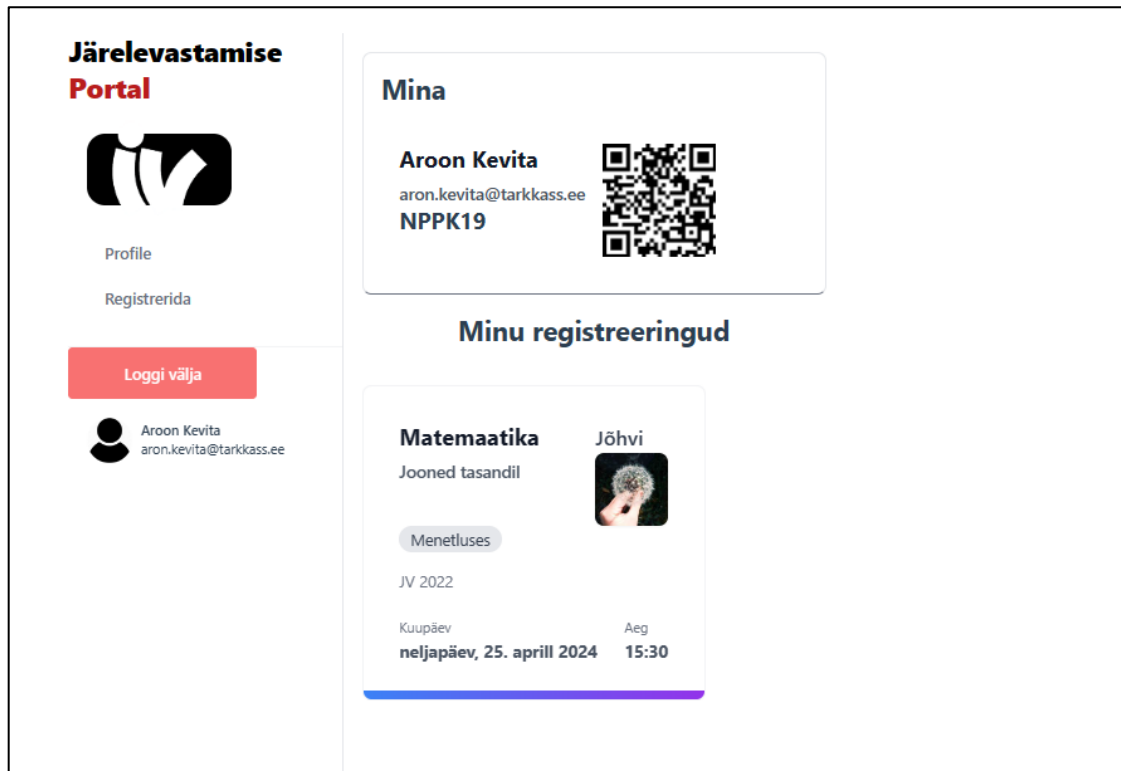 Järelevastamise
Portal
Profile
Registrerida
Loggi välja
Aroon Kevita
aron.kevita@tarkkass.ee
Mina
Aroon Kevita
aron.kevita@tarkkass.ee
NPPK19
Minu registreeringud
Matemaatika
Jõhvi
Jooned tasandil
Menetluses
JV 2022
Kuupäev
Aeg
neljapäev, 25. aprill 2024
15:30